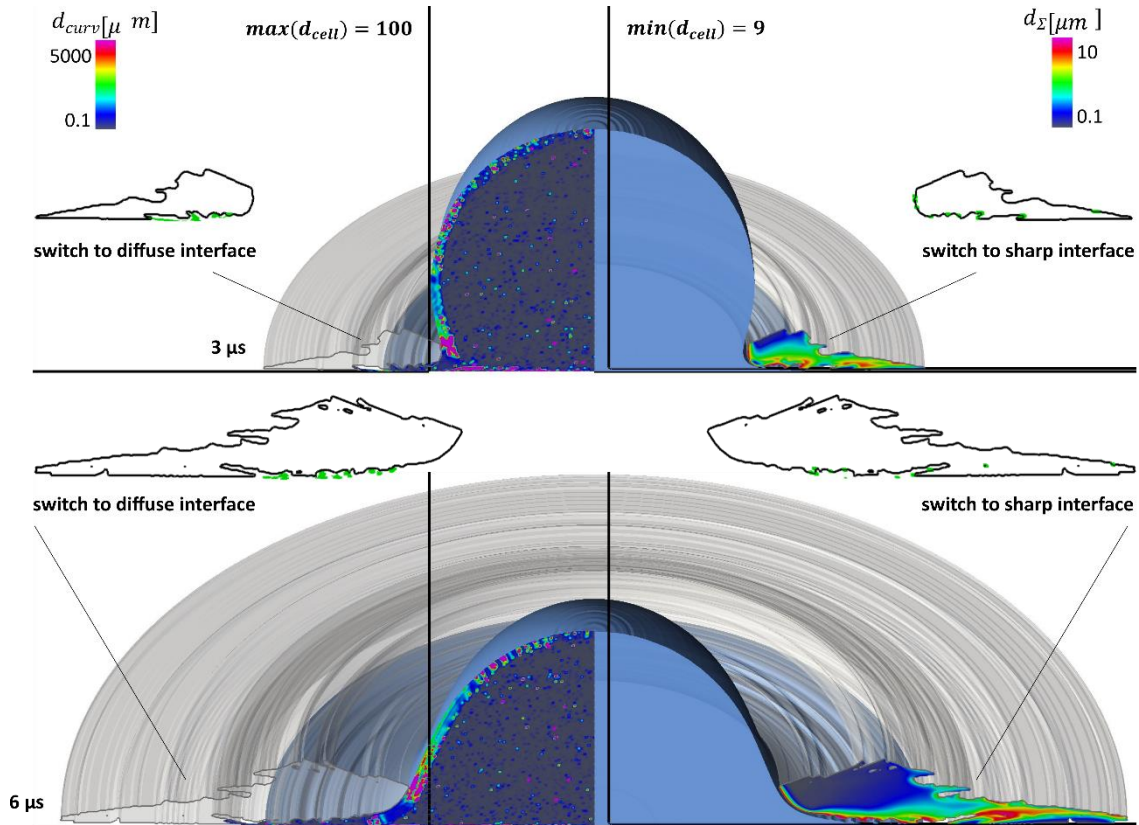 d_curv[μ m]
5000
0.1
max(d_cell) = 100
min(d_cell) = 9
d_Σ[μm ]
10
0.1
switch to diffuse interface
switch to sharp interface
3 μs
switch to diffuse interface
switch to sharp interface
6 μs